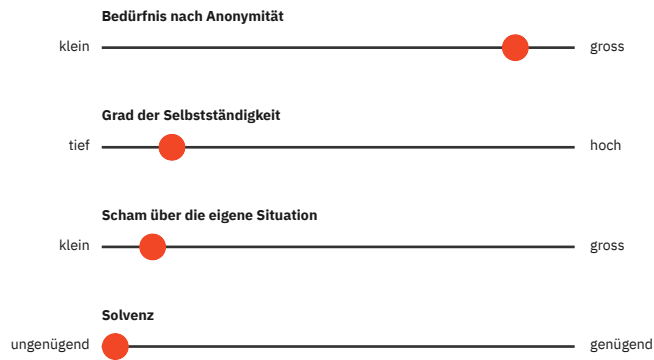 Bedürfnis nach Anonymität
klein gross
Grad der Selbstständigkeit
tief hoch
Scham über die eigene Situation
klein gross
Solvenz
ungenügend genügend